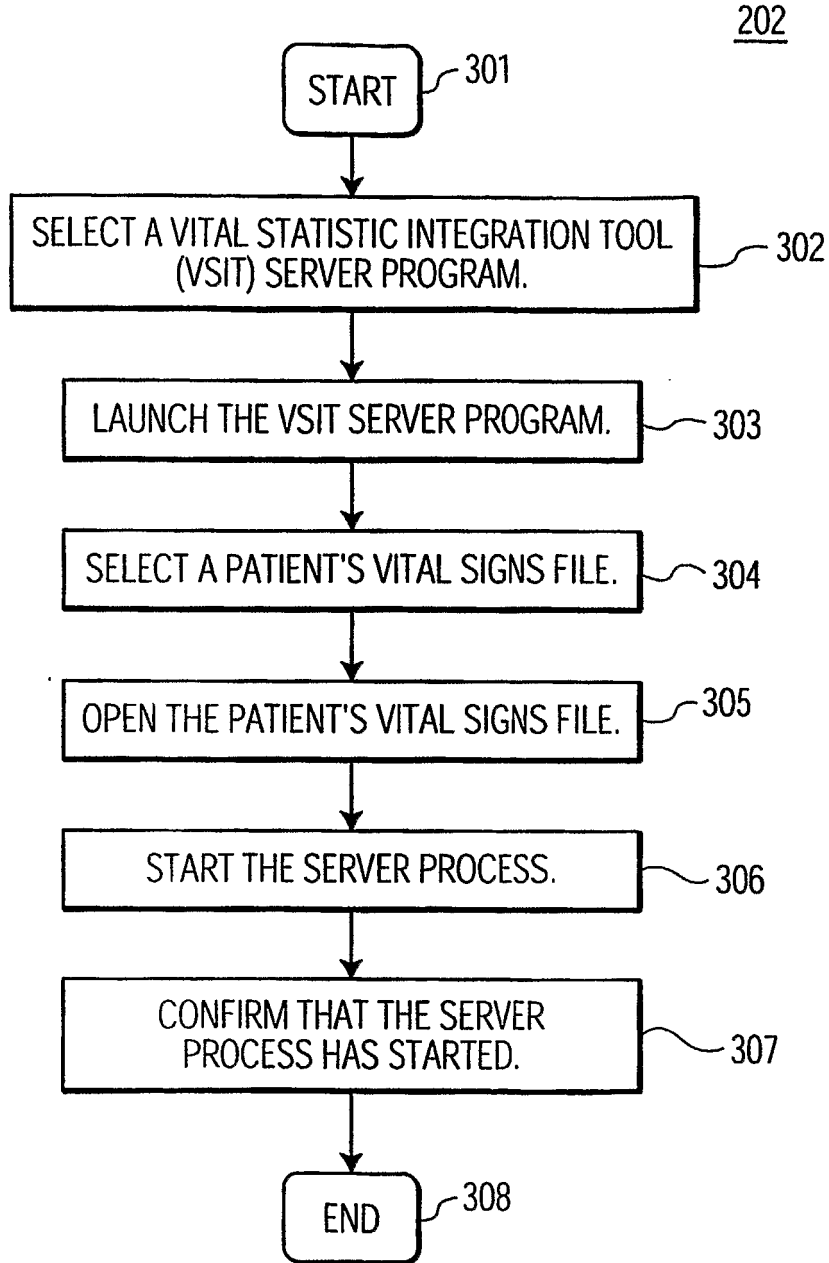 202
START
301
SELECT A VITAL STATISTIC INTEGRATION TOOL
(VSIT) SERVER PROGRAM.
302
LAUNCH THE VSIT SERVER PROGRAM.
303
SELECT A PATIENT'S VITAL SIGNS FILE.
304
OPEN THE PATIENT'S VITAL SIGNS FILE.
305
START THE SERVER PROCESS.
306
CONFIRM THAT THE SERVER
PROCESS HAS STARTED.
307
END
308